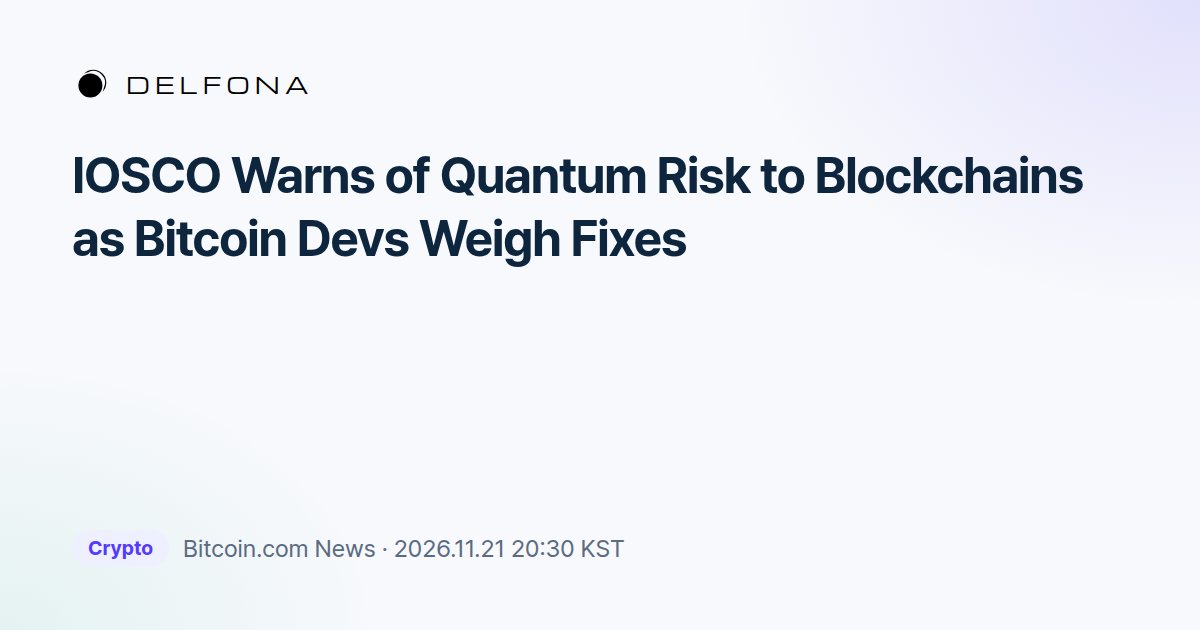 DELFONA
IOSCO Warns of Quantum Risk to Blockchains
as Bitcoin Devs Weigh Fixes
Crypto Bitcoin.com News · 2026.11.21 20:30 KST